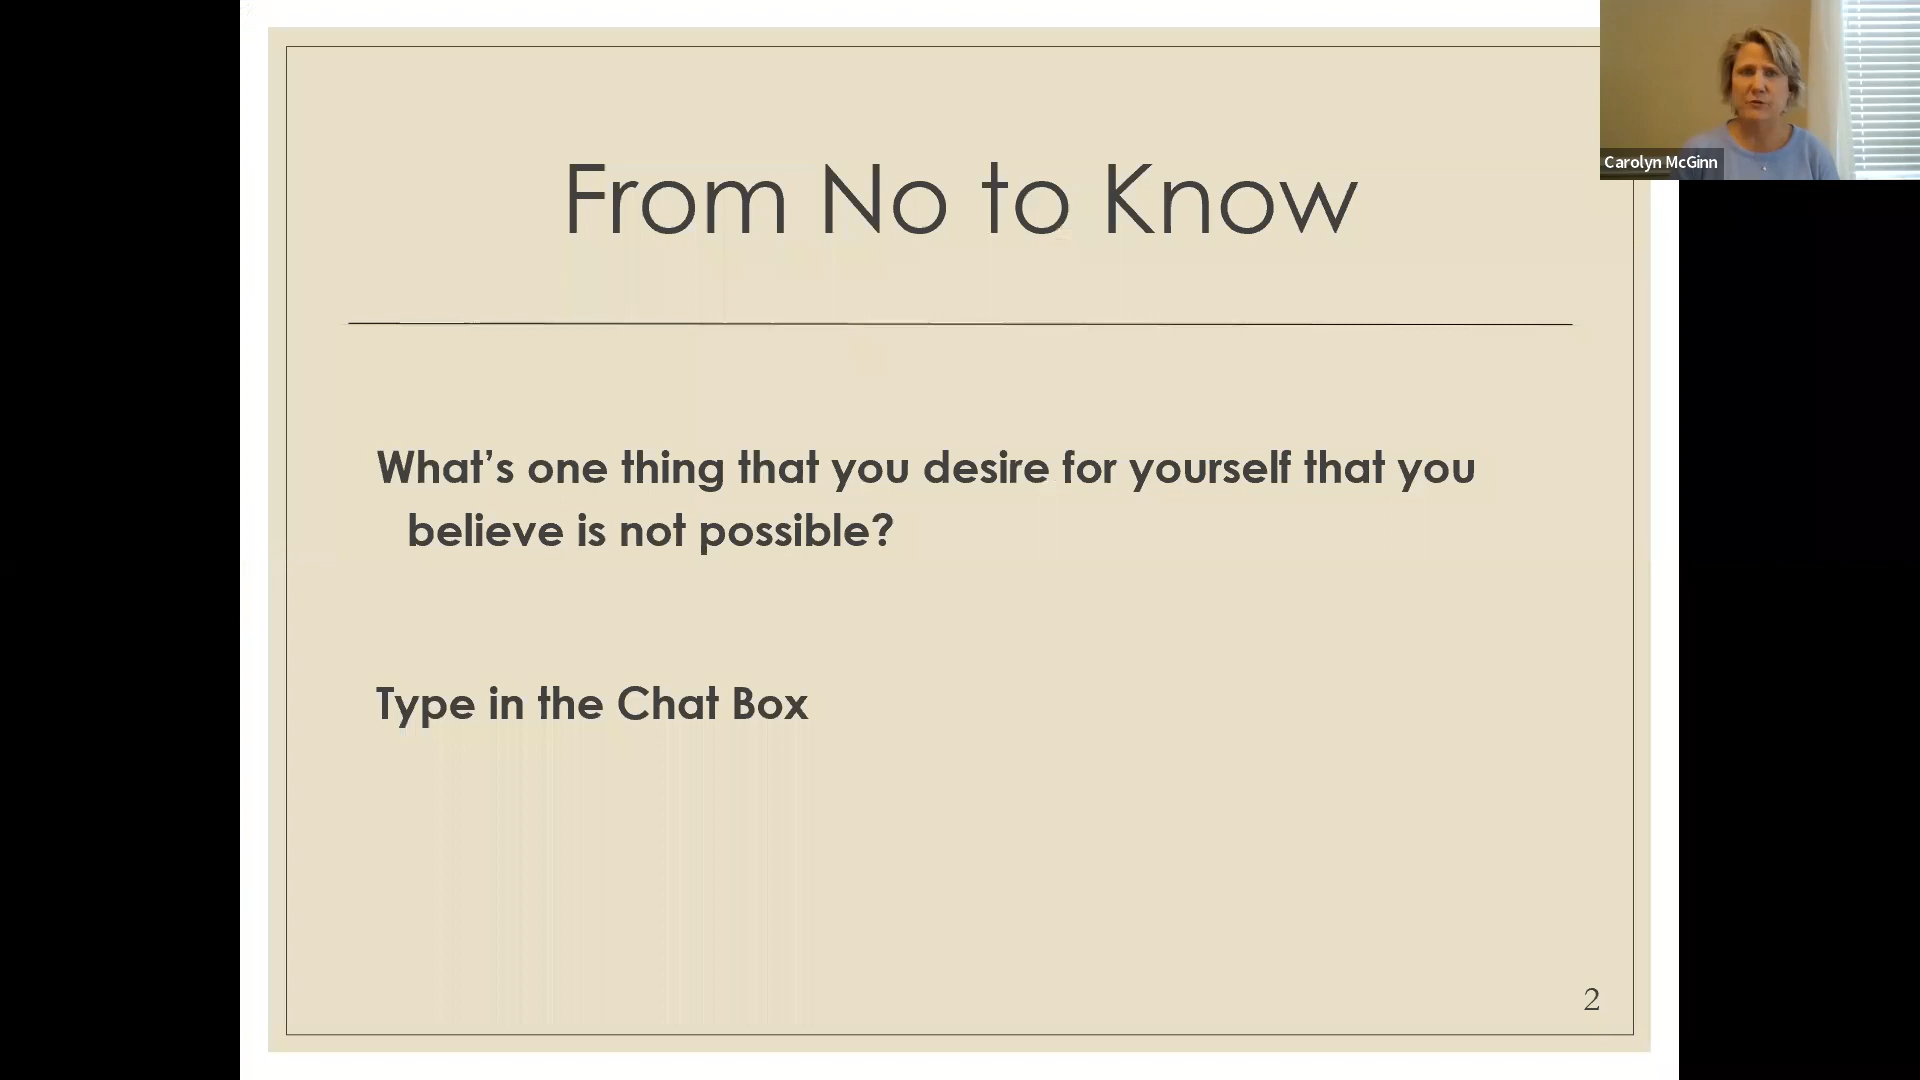 From No to Know
What’s one thing that you desire for yourself that you
believe is not possible?
Type in the Chat Box
2
Carolyn McGinn